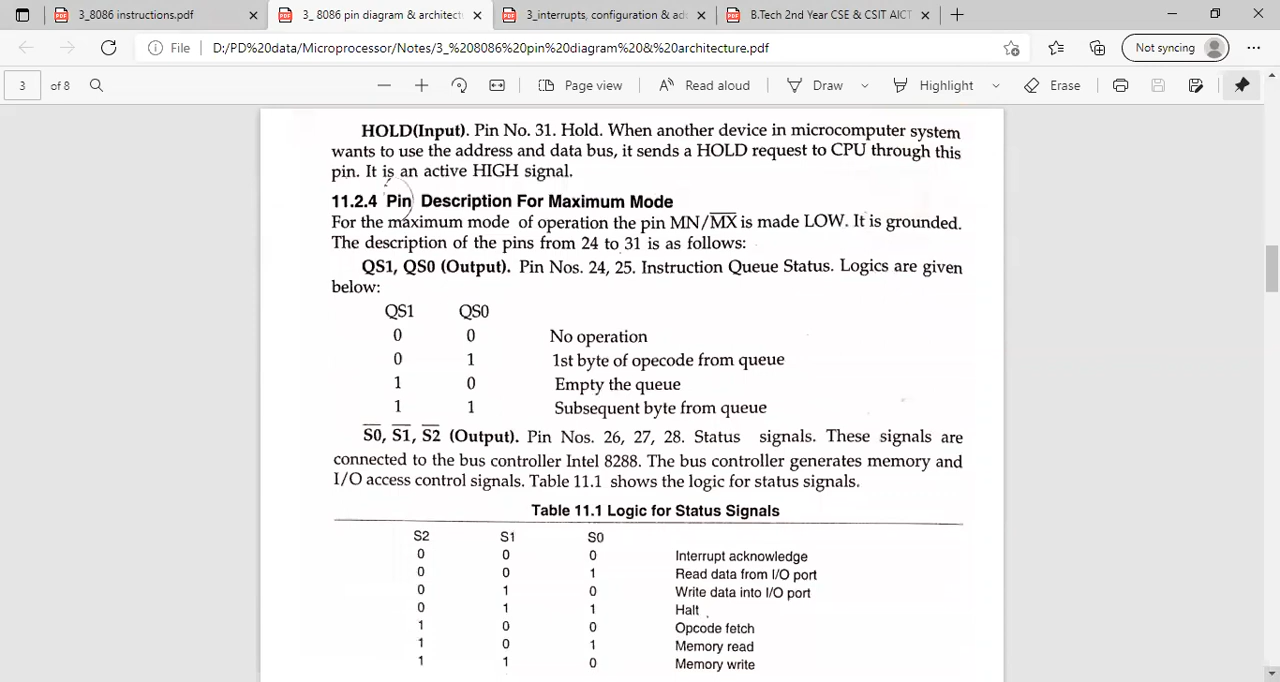 3_8086 instructions.pdf
3_ 8086 pin diagram & architect
3_interrupts, configuration & ad
B.Tech 2nd Year CSE & CSIT AICT
File
D:/PD%20data/Microprocessor/Notes/3_%208086%20pin%20diagram%20&%20architecture.pdf
Not syncing
3 of 8
Page view
Read aloud
Draw
Highlight
Erase
HOLD(Input). Pin No. 31. Hold. When another device in microcomputer system
wants to use the address and data bus, it sends a HOLD request to CPU through this
pin. It is an active HIGH signal.
11.2.4 Pin Description For Maximum Mode
For the maximum mode of operation the pin MN/M̅X̅ is made LOW. It is grounded.
The description of the pins from 24 to 31 is as follows:
QS1, QS0 (Output). Pin Nos. 24, 25. Instruction Queue Status. Logics are given
below:
QS1 QS0
0 0 No operation
0 1 1st byte of opecode from queue
1 0 Empty the queue
1 1 Subsequent byte from queue
S̅0̅, S̅1̅, S̅2̅ (Output). Pin Nos. 26, 27, 28. Status signals. These signals are
connected to the bus controller Intel 8288. The bus controller generates memory and
I/O access control signals. Table 11.1 shows the logic for status signals.
Table 11.1 Logic for Status Signals
S2 S1 S0
0 0 0 Interrupt acknowledge
0 0 1 Read data from I/O port
0 1 0 Write data into I/O port
0 1 1 Halt
1 0 0 Opcode fetch
1 0 1 Memory read
1 1 0 Memory write